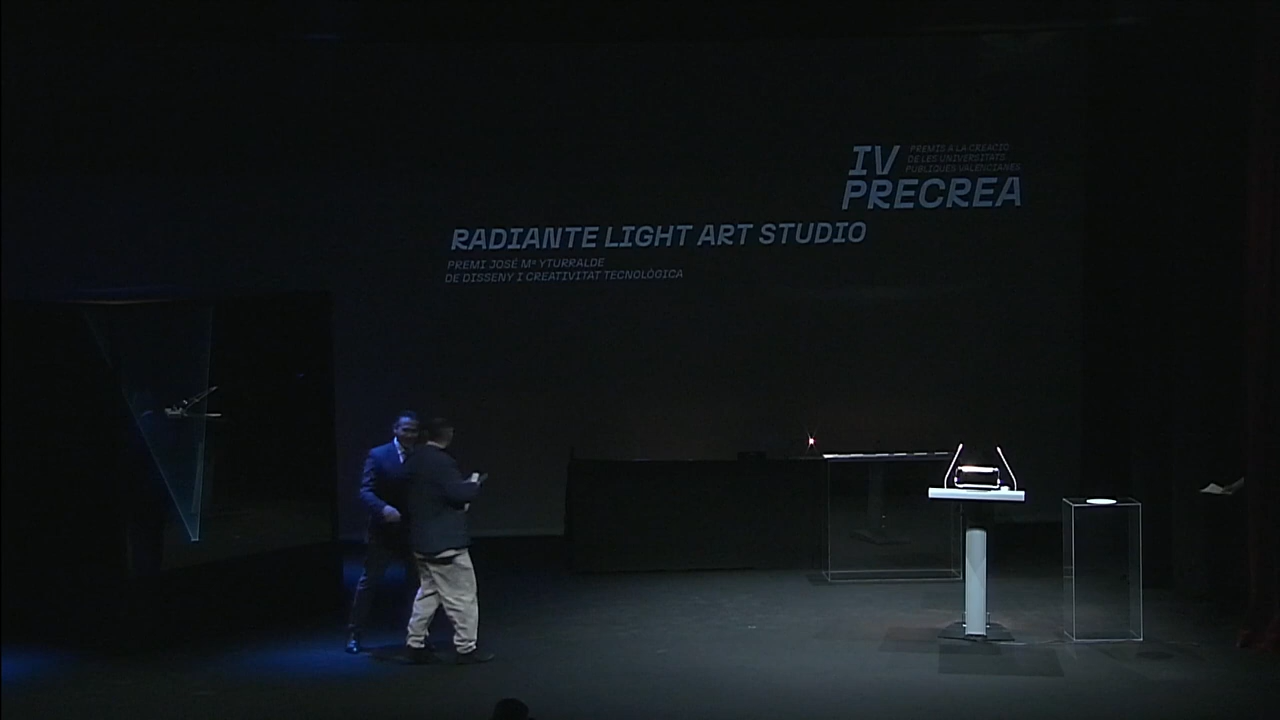 IV
PREMIS A LA CREACIÓ
DE LES UNIVERSITATS
PÚBLIQUES VALENCIANES
PRECREA
RADIANTE LIGHT ART STUDIO
PREMI JOSÉ Mª YTURRALDE
DE DISSENY I CREATIVITAT TECNOLÒGICA